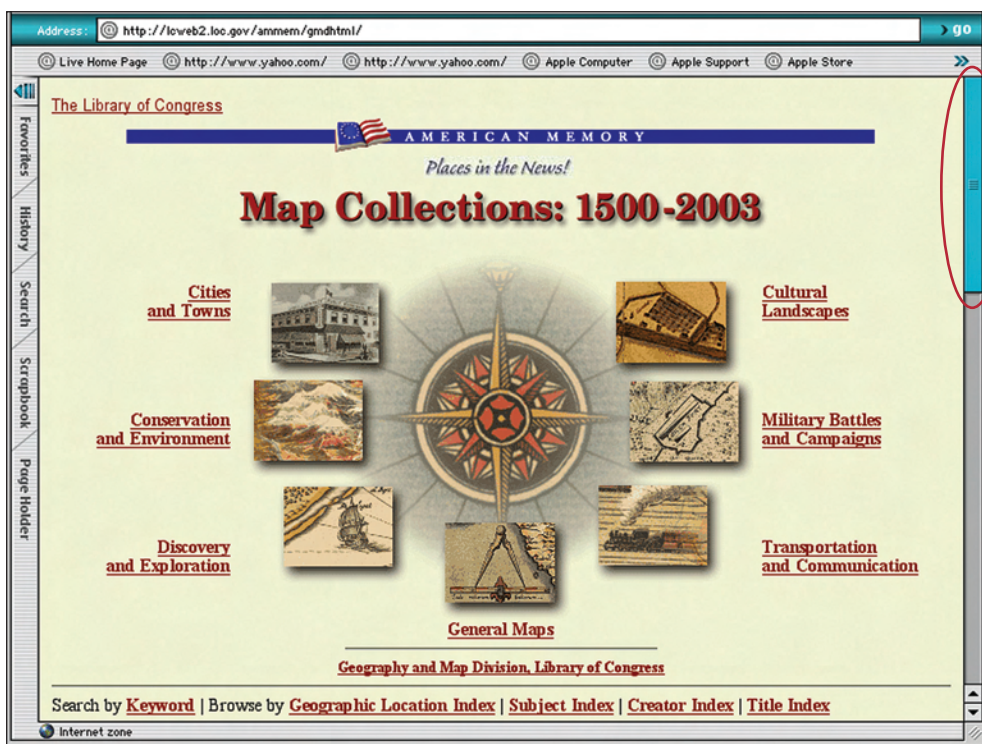 Address: @ http://lcweb2.loc.gov/ammem/gmdhtml/ go
@ Live Home Page @ http://www.yahoo.com/ @ http://www.yahoo.com/ @ Apple Computer @ Apple Support @ Apple Store »
Favorites
History
Search
Scrapbook
Page Holder
The Library of Congress
AMERICAN MEMORY
Places in the News!
Map Collections: 1500-2003
Cities
and Towns
Cultural
Landscapes
Conservation
and Environment
Military Battles
and Campaigns
Discovery
and Exploration
Transportation
and Communication
General Maps
Geography and Map Division, Library of Congress
Search by Keyword | Browse by Geographic Location Index | Subject Index | Creator Index | Title Index
Internet zone